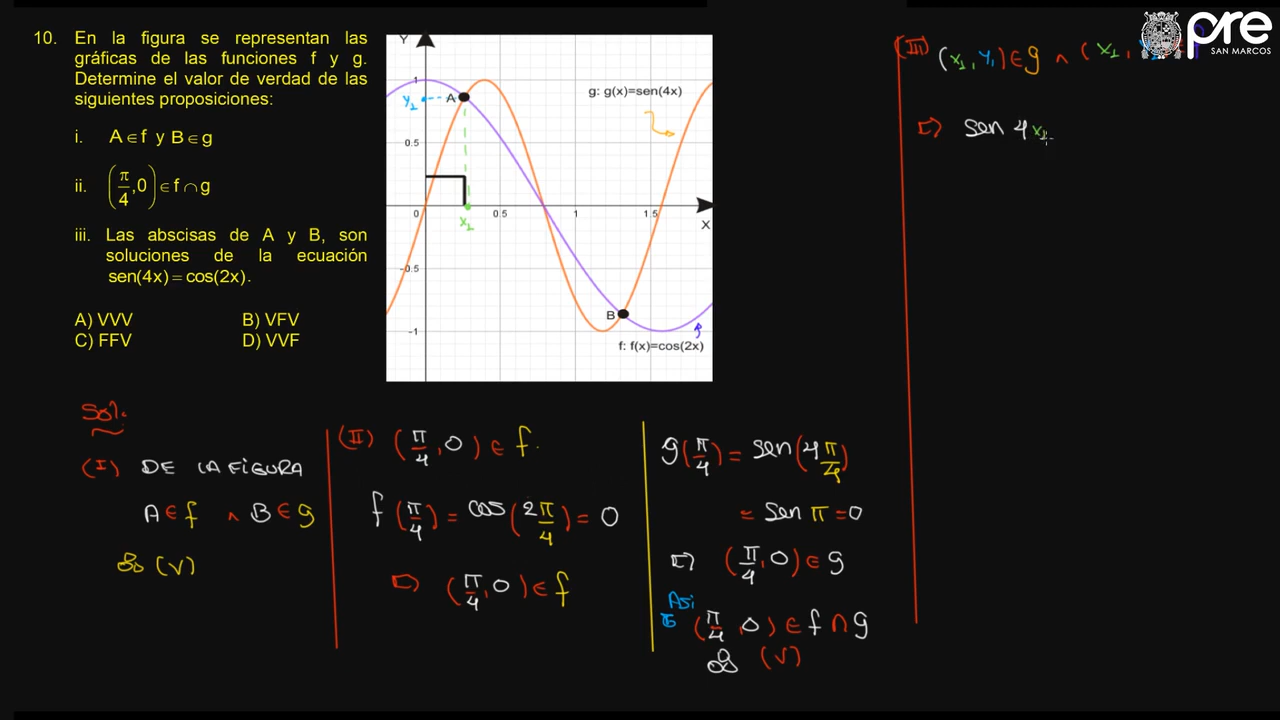 10. En la figura se representan las
gráficas de las funciones f y g.
Determine el valor de verdad de las
siguientes proposiciones:
i. A∈f y B∈g
ii. (π/4,0)∈f∩g
iii. Las abscisas de A y B, son
soluciones de la ecuación
sen(4x)=cos(2x).
A) VVV B) VFV
C) FFV D) VVF
Y
1
y₁
A
g: g(x)=sen(4x)
0.5
0 0.5 1 1.5
x₁
X
-0.5
B
-1
f: f(x)=cos(2x)
Sol:
(I) DE LA FIGURA
A∈f ∧ B∈g
(V)
(II) (π/4,0)∈f.
f(π/4)=cos(2π/4)=0
(π/4,0)∈f
g(π/4)=sen(4π/4)
=sen π=0
(π/4,0)∈g
Asi
(π/4,0)∈f∩g
(V)
(III) (x₁,y₁)∈g ∧ (x₁,
sen 4x₁
pre
SAN MARCOS